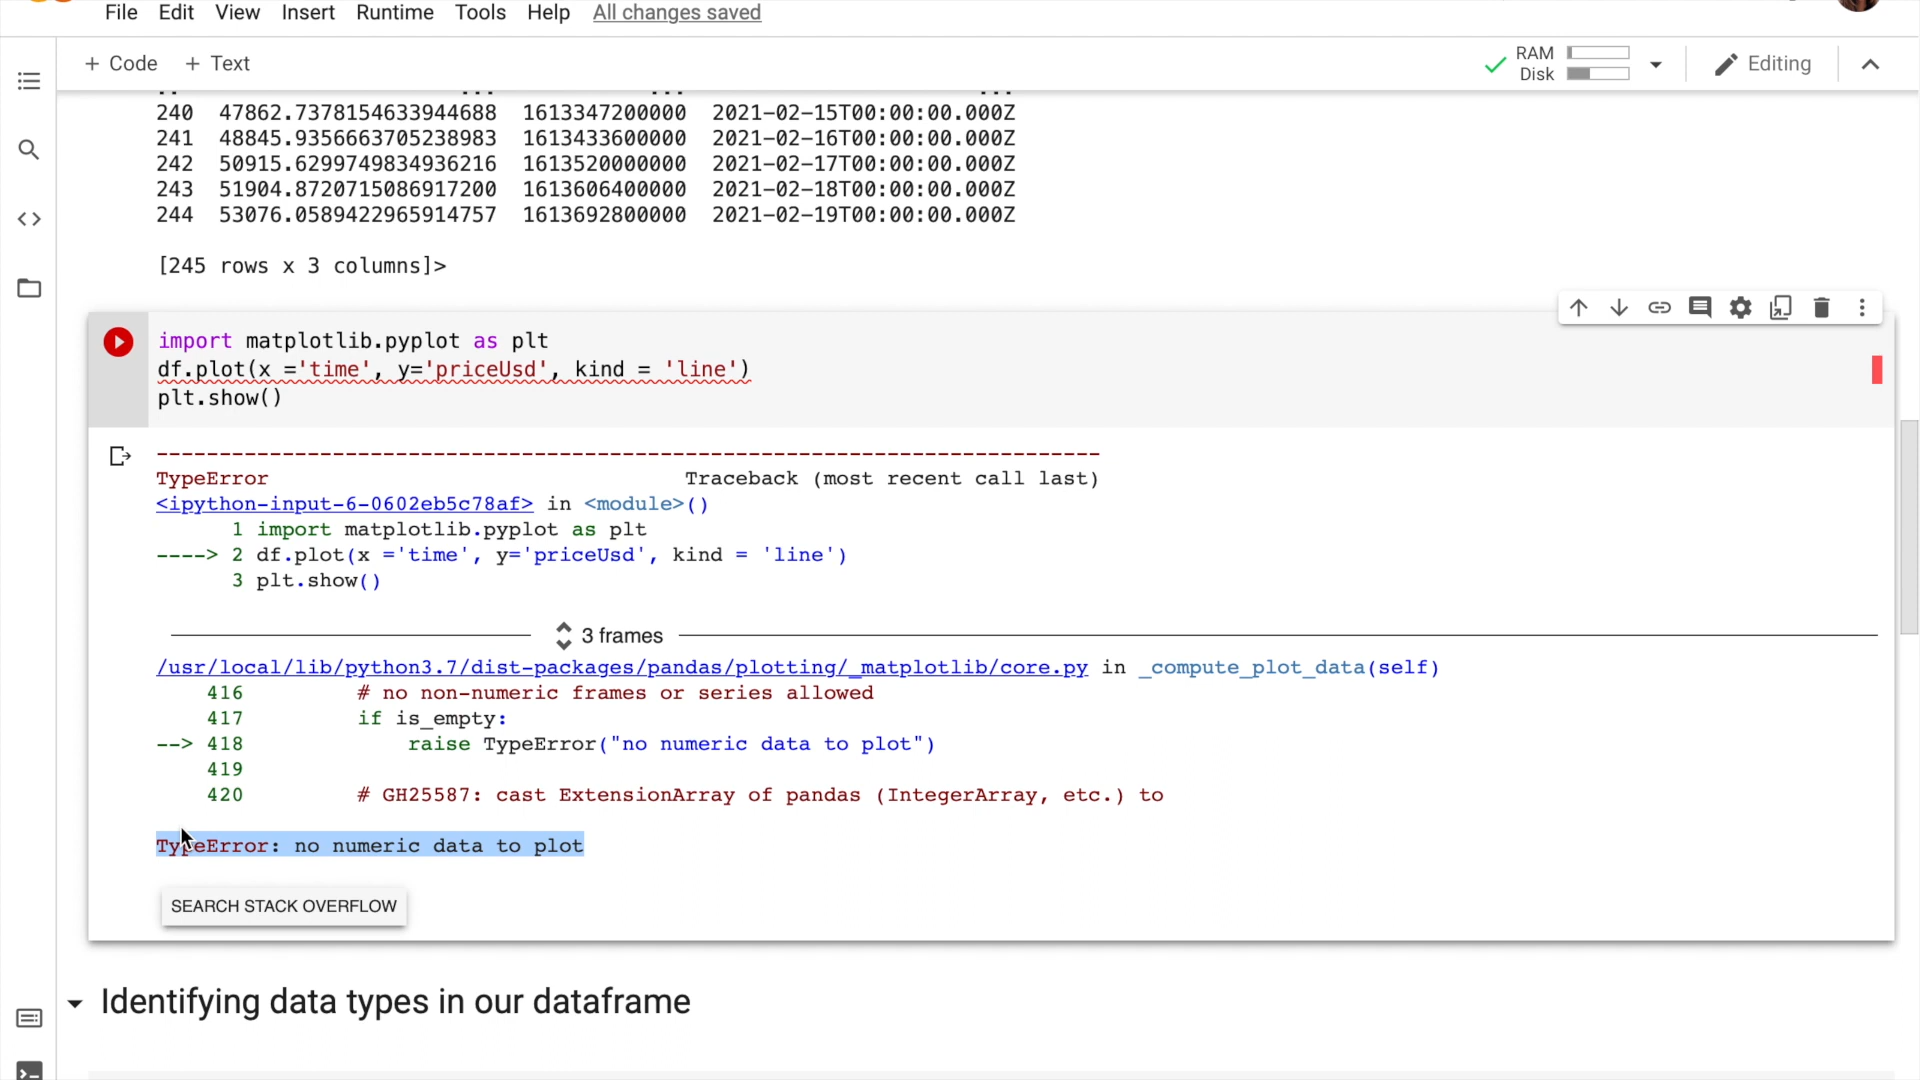 File Edit View Insert Runtime Tools Help All changes saved
+ Code + Text
RAM
Disk
Editing
240 47862.7378154633944688 1613347200000 2021-02-15T00:00:00.000Z
241 48845.9356663705238983 1613433600000 2021-02-16T00:00:00.000Z
242 50915.6299749834936216 1613520000000 2021-02-17T00:00:00.000Z
243 51904.8720715086917200 1613606400000 2021-02-18T00:00:00.000Z
244 53076.0589422965914757 1613692800000 2021-02-19T00:00:00.000Z
[245 rows x 3 columns]>
import matplotlib.pyplot as plt
df.plot(x ='time', y='priceUsd', kind = 'line')
plt.show()
---------------------------------------------------------------------------
TypeError Traceback (most recent call last)
<ipython-input-6-0602eb5c78af> in <module>()
1 import matplotlib.pyplot as plt
----> 2 df.plot(x ='time', y='priceUsd', kind = 'line')
3 plt.show()
3 frames
/usr/local/lib/python3.7/dist-packages/pandas/plotting/_matplotlib/core.py in _compute_plot_data(self)
416 # no non-numeric frames or series allowed
417 if is_empty:
--> 418 raise TypeError("no numeric data to plot")
419
420 # GH25587: cast ExtensionArray of pandas (IntegerArray, etc.) to
TypeError: no numeric data to plot
SEARCH STACK OVERFLOW
Identifying data types in our dataframe